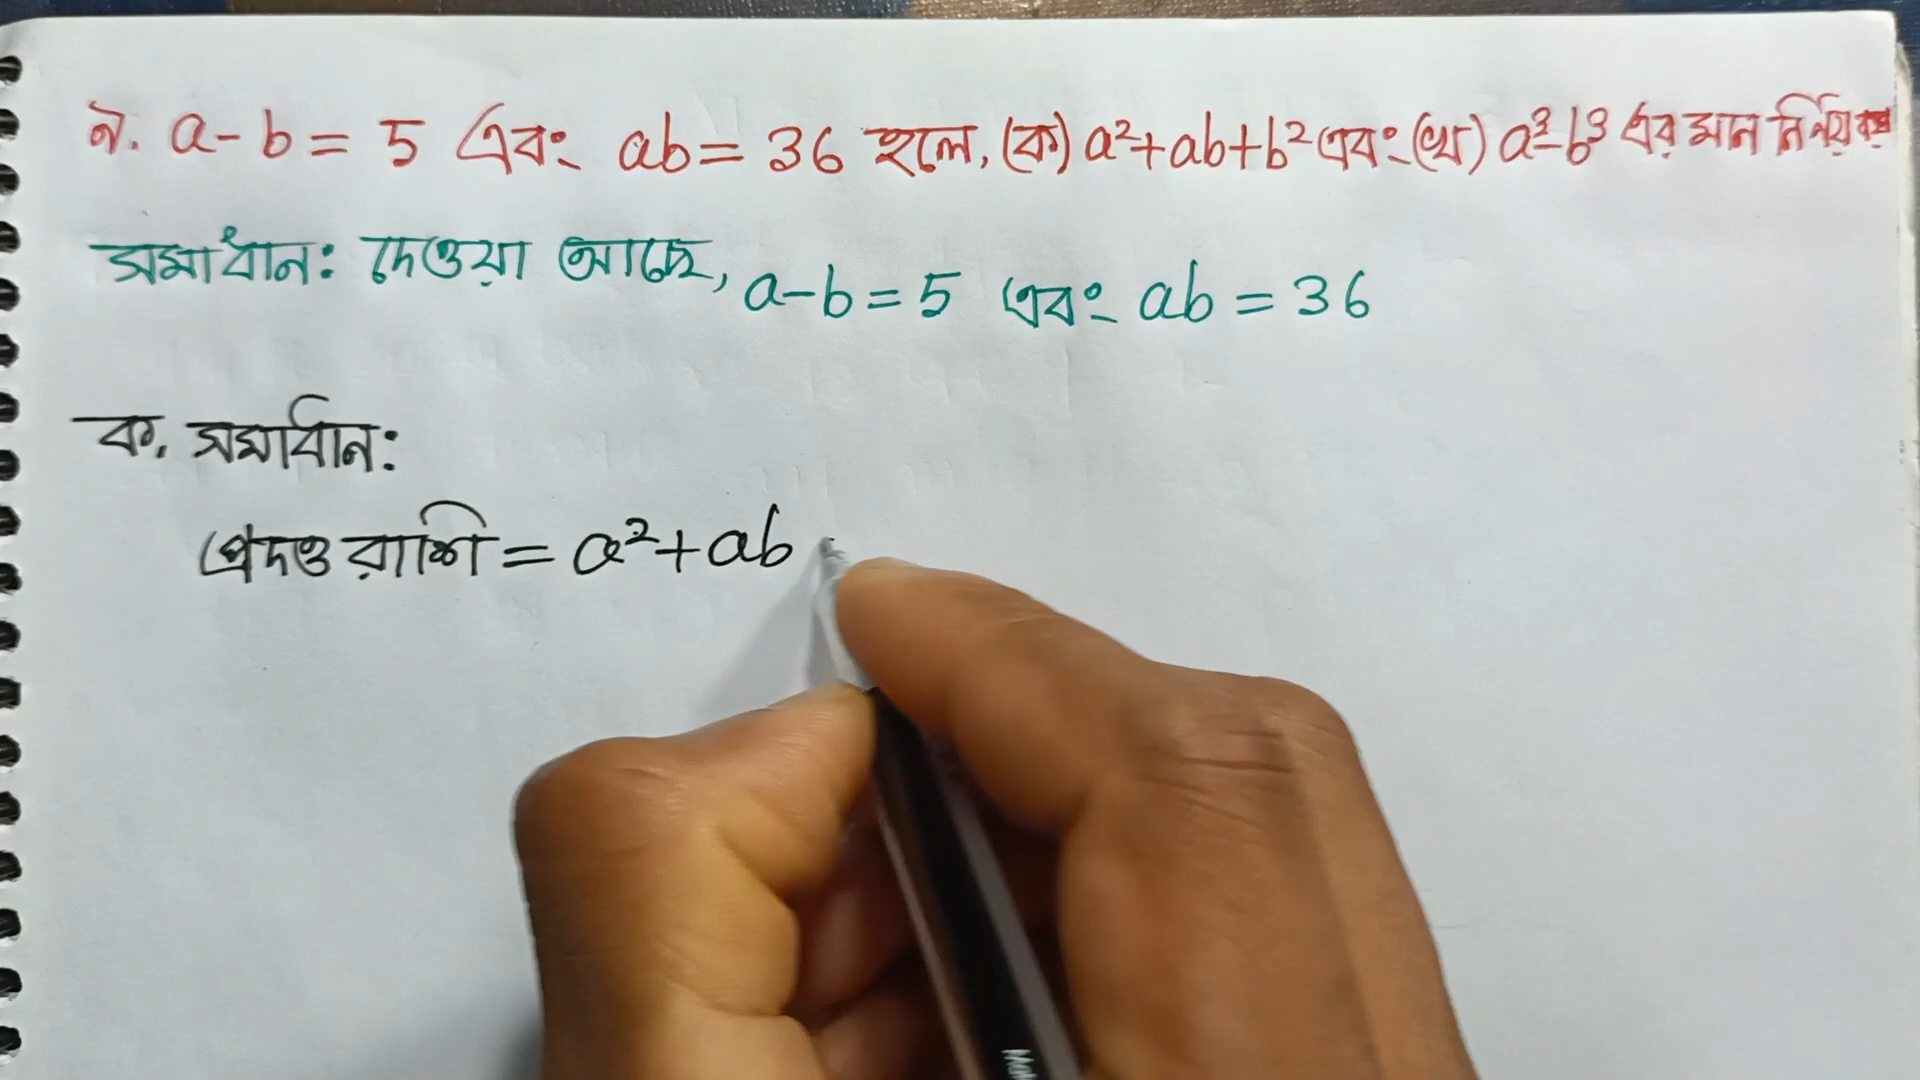 ন. a-b = 5 এবং ab = 36 হলে, (ক) a²+ab+b² এবং (খ) a³-b³ এর মান নির্ণয় কর
সমাধান: দেওয়া আছে, a-b = 5 এবং ab = 36
ক. সমাধান:
প্রদত্ত রাশি = a²+ab